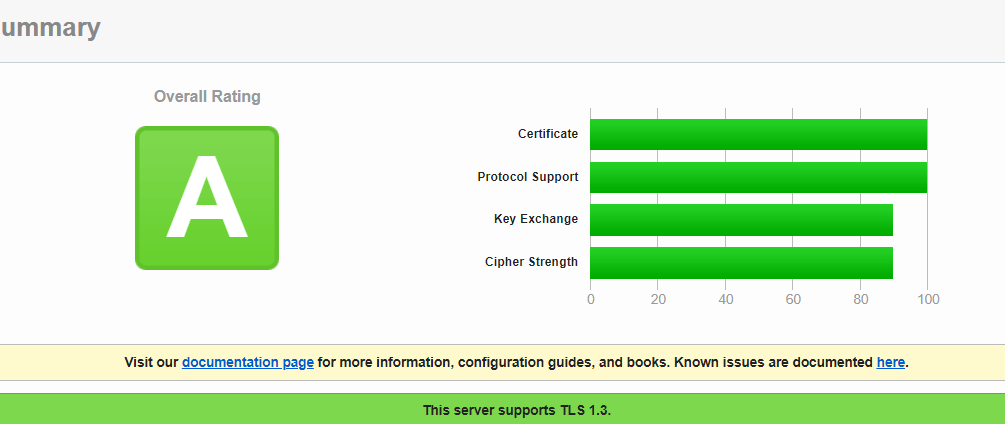 ummary
Overall Rating
A
Certificate
Protocol Support
Key Exchange
Cipher Strength
0 20 40 60 80 100
Visit our documentation page for more information, configuration guides, and books. Known issues are documented here.
This server supports TLS 1.3.